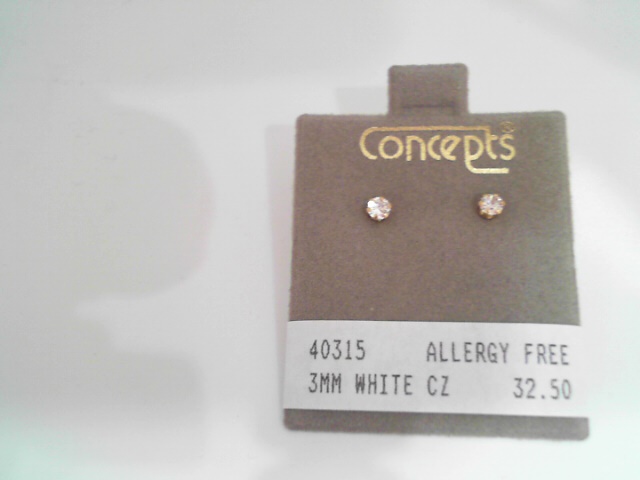 Concepts®
40315 ALLERGY FREE
3MM WHITE CZ 32.50